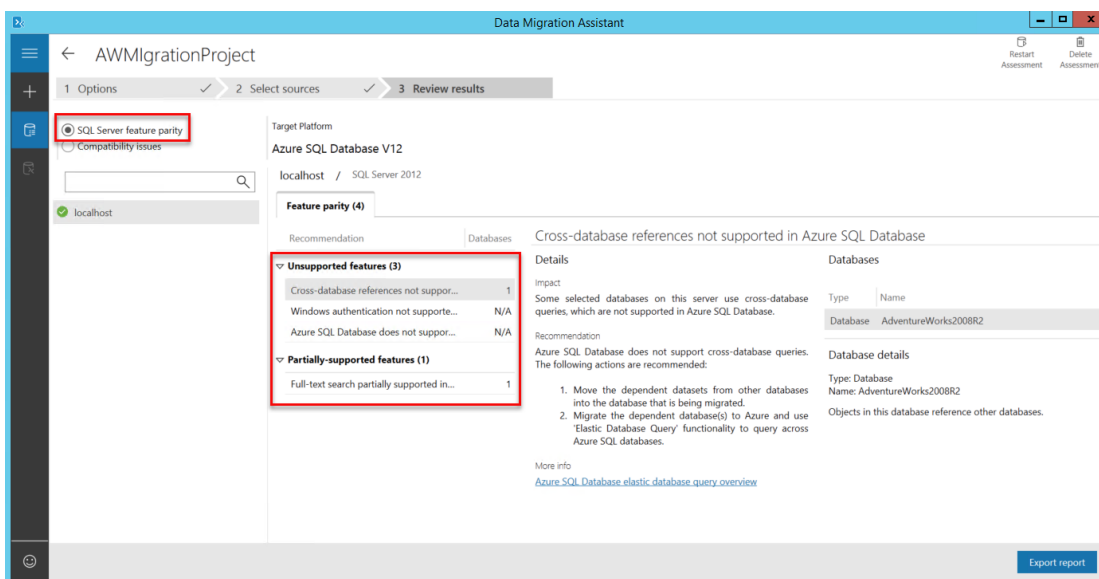 Data Migration Assistant
AWMIgrationProject
Restart Assessment
Delete Assessment
1 Options
2 Select sources
3 Review results
SQL Server feature parity
Compatibility issues
localhost
Target Platform
Azure SQL Database V12
localhost / SQL Server 2012
Feature parity (4)
Recommendation Databases
Unsupported features (3)
Cross-database references not suppor... 1
Windows authentication not supporte... N/A
Azure SQL Database does not suppor... N/A
Partially-supported features (1)
Full-text search partially supported in... 1
Cross-database references not supported in Azure SQL Database
Details
Impact
Some selected databases on this server use cross-database
queries, which are not supported in Azure SQL Database.
Recommendation
Azure SQL Database does not support cross-database queries.
The following actions are recommended:
1. Move the dependent datasets from other databases
into the database that is being migrated.
2. Migrate the dependent database(s) to Azure and use
'Elastic Database Query' functionality to query across
Azure SQL databases.
More info
Azure SQL Database elastic database query overview
Databases
Type Name
Database AdventureWorks2008R2
Database details
Type: Database
Name: AdventureWorks2008R2
Objects in this database reference other databases.
Export report